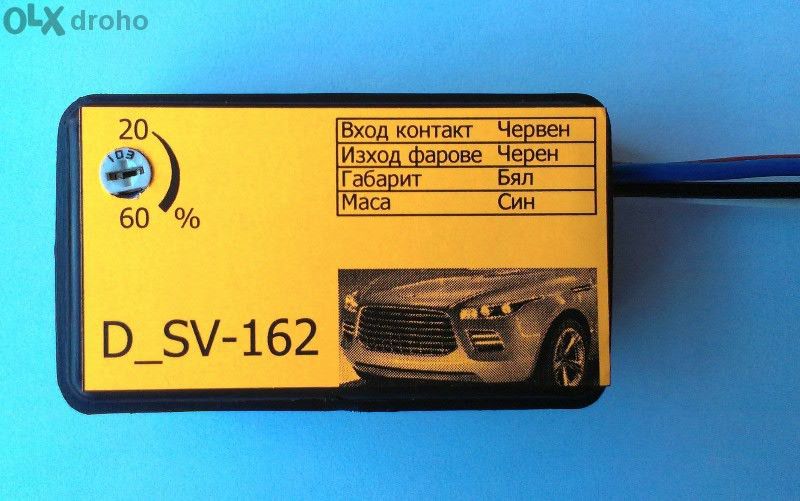 OLX droho
20
103
60 %
Вход контакт Червен
Изход фарове Черен
Габарит Бял
Маса Син
D_SV-162